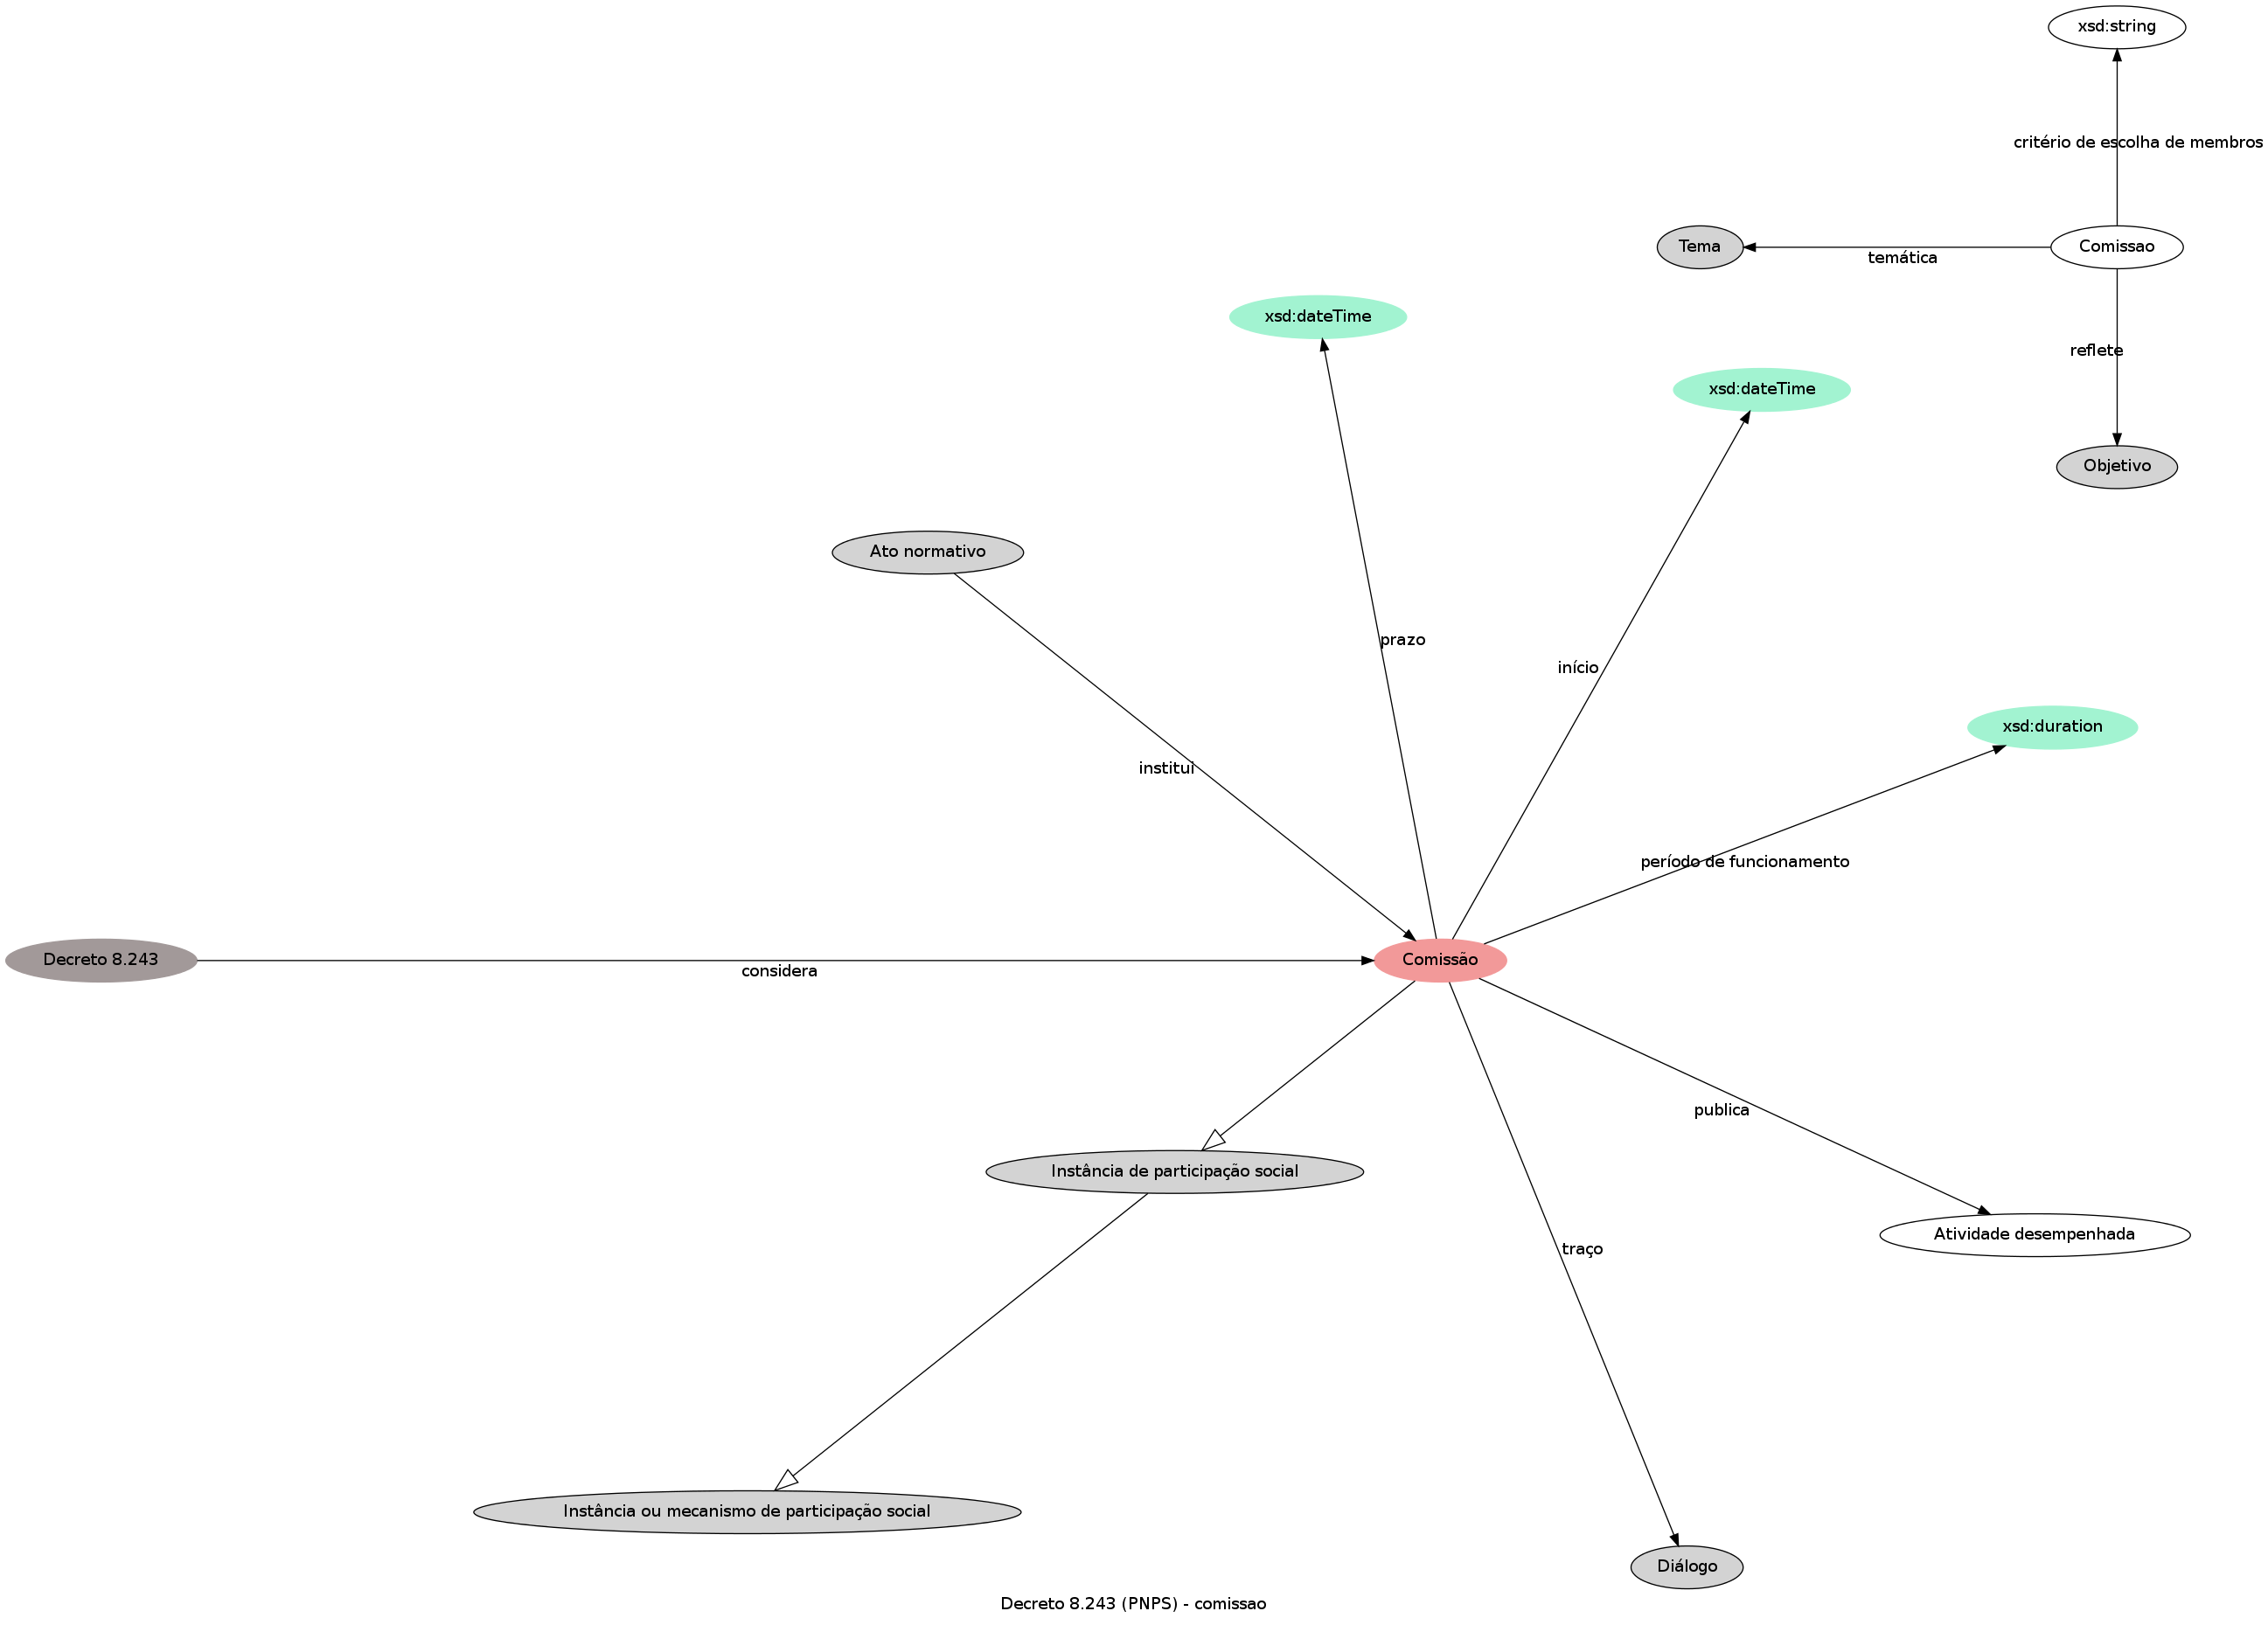 xsd:string
critério de escolha de membros
Tema
temática
Comissao
xsd:dateTime
reflete
xsd:dateTime
Objetivo
Ato normativo
prazo
início
xsd:duration
institui
período de funcionamento
Decreto 8.243
considera
Comissão
publica
Instância de participação social
Atividade desempenhada
traço
Instância ou mecanismo de participação social
Diálogo
Decreto 8.243 (PNPS) - comissao